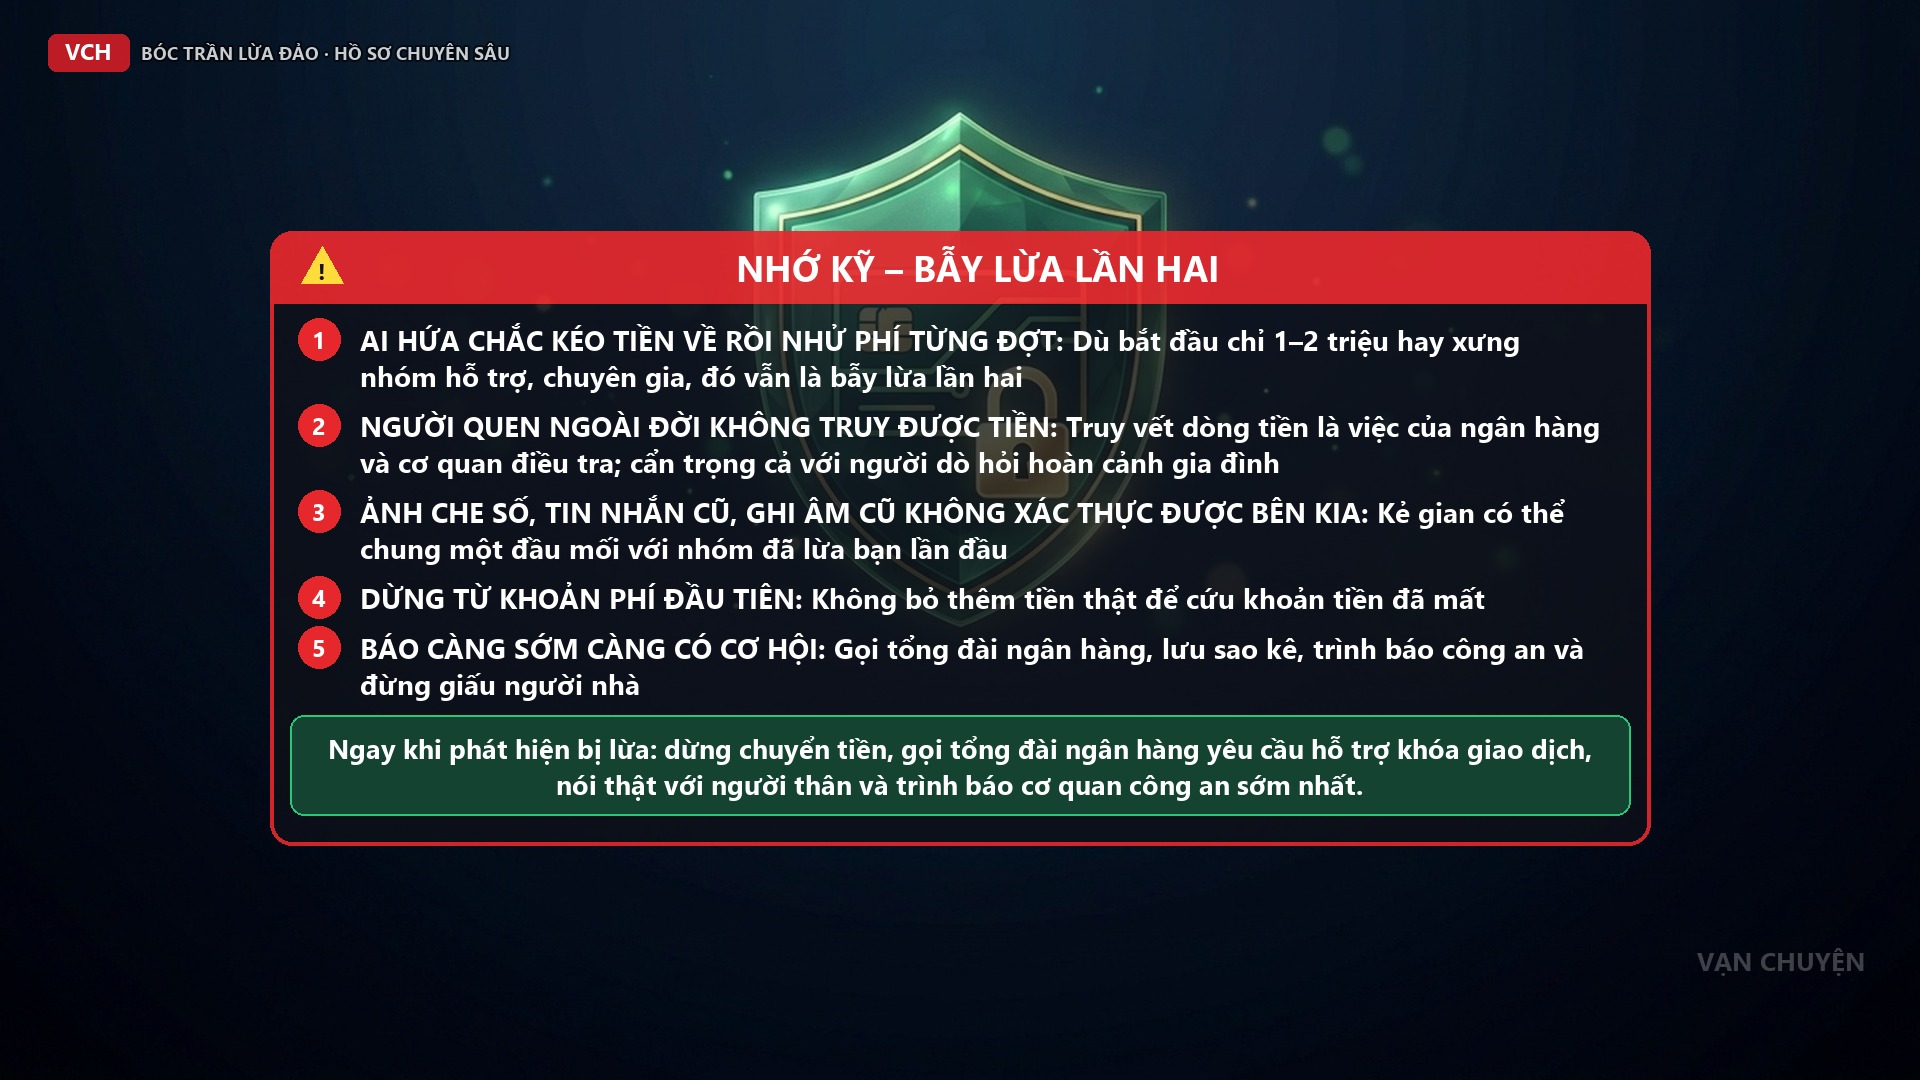 VCH
BÓC TRẦN LỪA ĐẢO · HỒ SƠ CHUYÊN SÂU
!
NHỚ KỸ – BẪY LỪA LẦN HAI
1
AI HỨA CHẮC KÉO TIỀN VỀ RỒI NHỬ PHÍ TỪNG ĐỢT: Dù bắt đầu chỉ 1–2 triệu hay xưng
nhóm hỗ trợ, chuyên gia, đó vẫn là bẫy lừa lần hai
2
NGƯỜI QUEN NGOÀI ĐỜI KHÔNG TRUY ĐƯỢC TIỀN: Truy vết dòng tiền là việc của ngân hàng
và cơ quan điều tra; cẩn trọng cả với người dò hỏi hoàn cảnh gia đình
3
ẢNH CHE SỐ, TIN NHẮN CŨ, GHI ÂM CŨ KHÔNG XÁC THỰC ĐƯỢC BÊN KIA: Kẻ gian có thể
chung một đầu mối với nhóm đã lừa bạn lần đầu
4
DỪNG TỪ KHOẢN PHÍ ĐẦU TIÊN: Không bỏ thêm tiền thật để cứu khoản tiền đã mất
5
BÁO CÀNG SỚM CÀNG CÓ CƠ HỘI: Gọi tổng đài ngân hàng, lưu sao kê, trình báo công an và
đừng giấu người nhà
Ngay khi phát hiện bị lừa: dừng chuyển tiền, gọi tổng đài ngân hàng yêu cầu hỗ trợ khóa giao dịch,
nói thật với người thân và trình báo cơ quan công an sớm nhất.
VẠN CHUYỆN